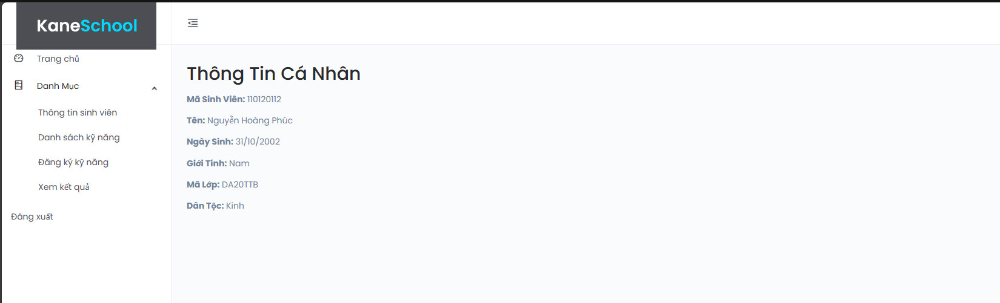 KaneSchool
Trang chủ
Danh Mục
Thông tin sinh viên
Danh sách kỹ năng
Đăng ký kỹ năng
Xem kết quả
Đăng xuất
Thông Tin Cá Nhân
Mã Sinh Viên: 110120112
Tên: Nguyễn Hoàng Phúc
Ngày Sinh: 31/10/2002
Giới Tính: Nam
Mã Lớp: DA20TTB
Dân Tộc: Kinh